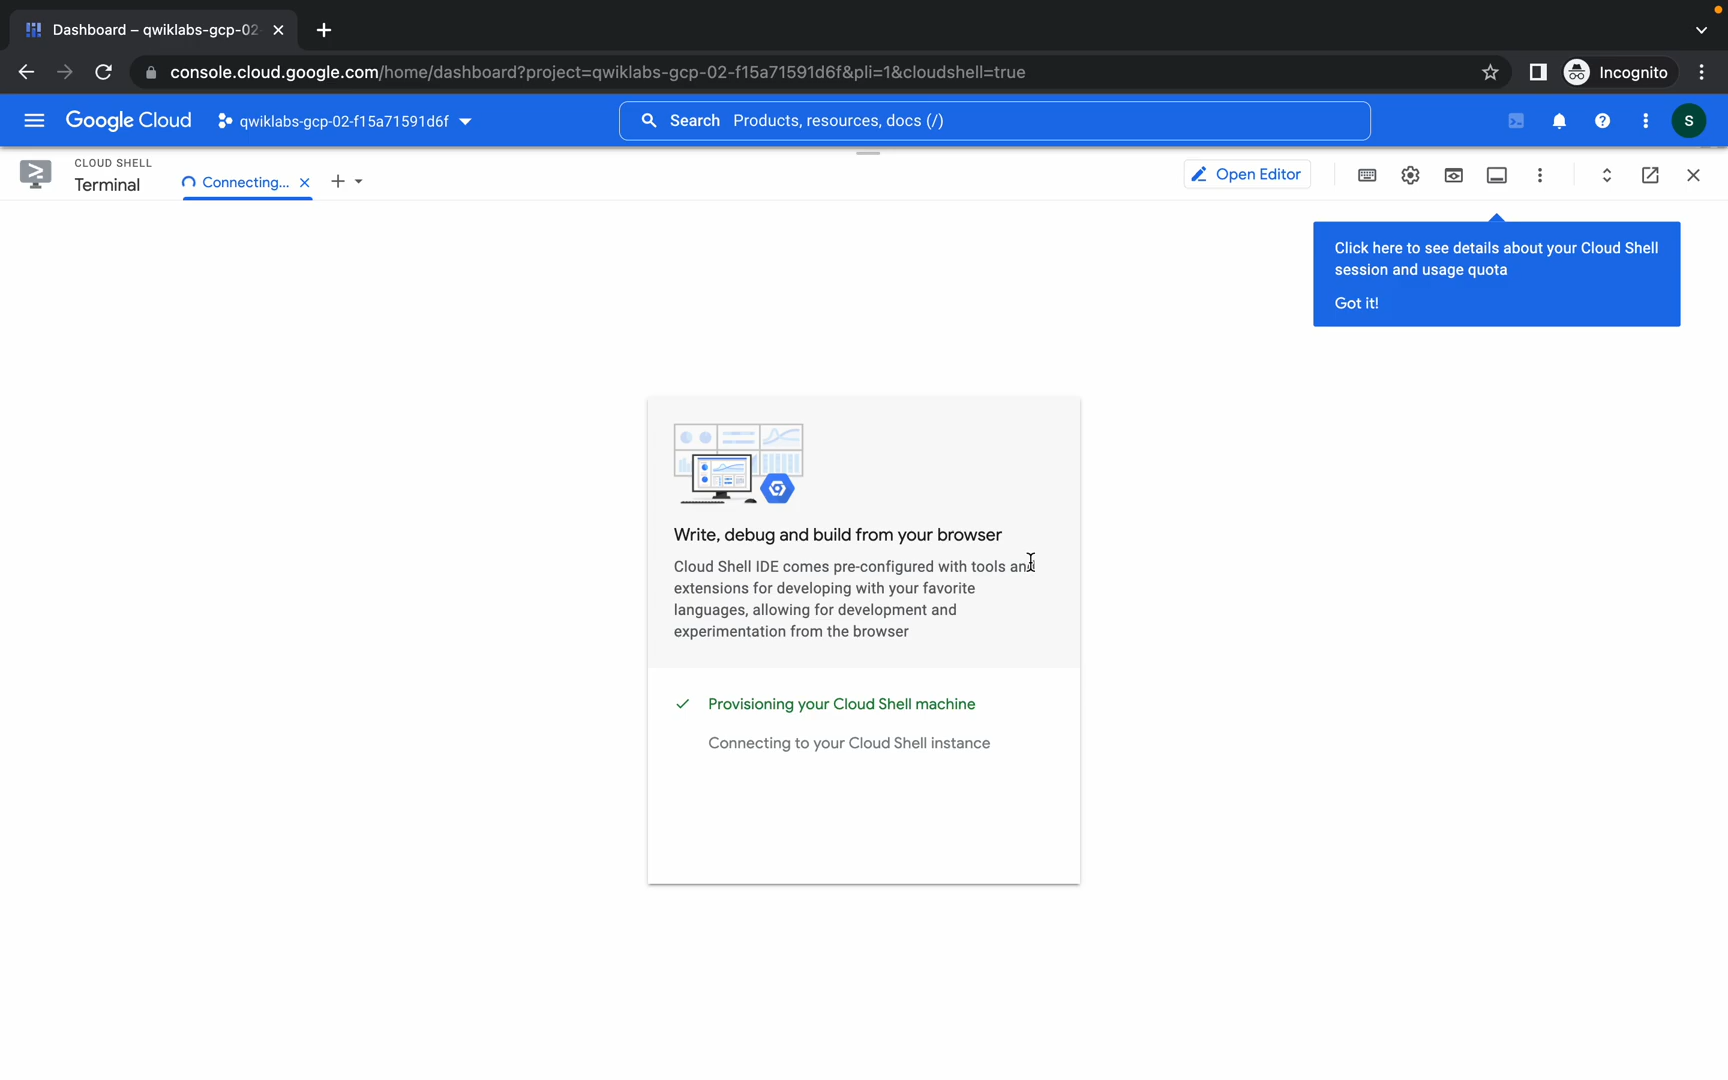 Dashboard – qwiklabs-gcp-02
console.cloud.google.com/home/dashboard?project=qwiklabs-gcp-02-f15a71591d6f&pli=1&cloudshell=true
Incognito
Google Cloud
qwiklabs-gcp-02-f15a71591d6f
Search Products, resources, docs (/)
S
CLOUD SHELL
Terminal
Connecting...
Open Editor
Click here to see details about your Cloud Shell
session and usage quota
Got it!
Write, debug and build from your browser
Cloud Shell IDE comes pre-configured with tools and
extensions for developing with your favorite
languages, allowing for development and
experimentation from the browser
Provisioning your Cloud Shell machine
Connecting to your Cloud Shell instance